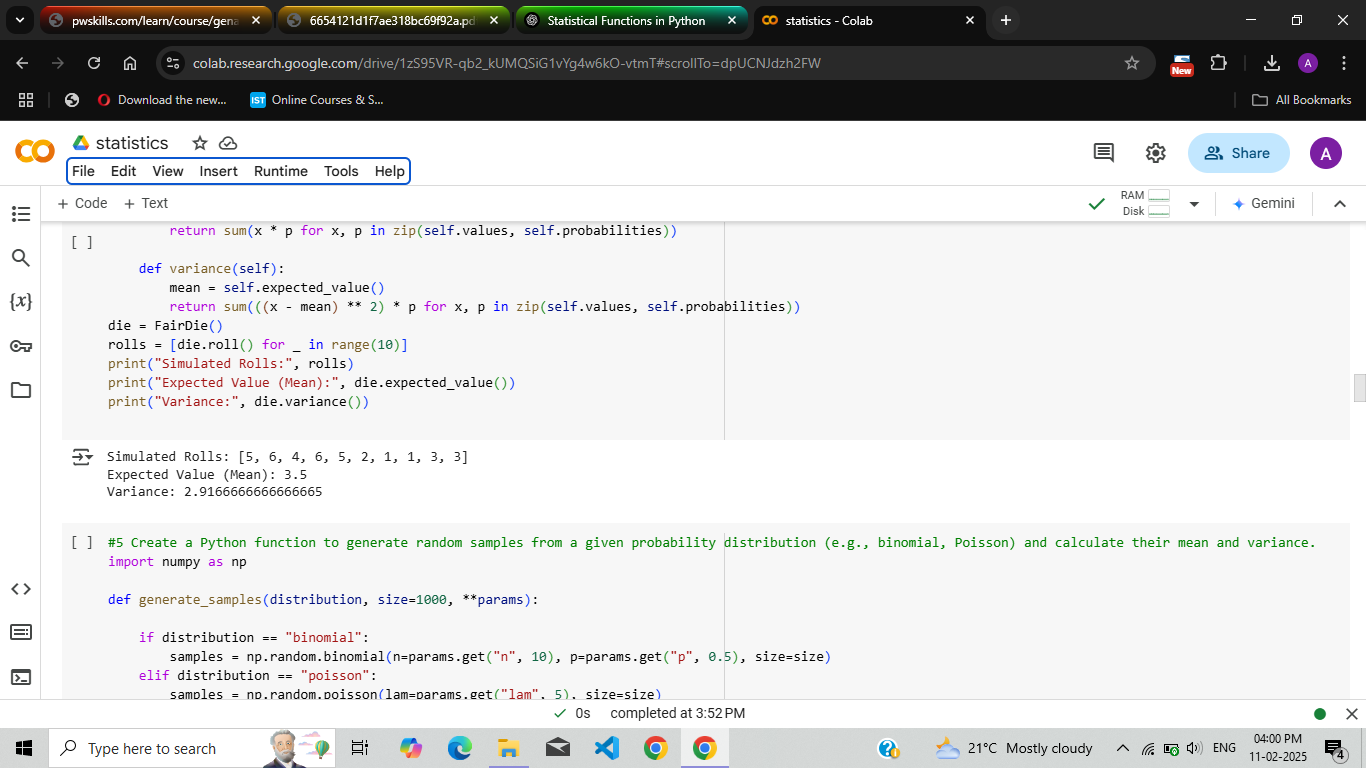 pwskills.com/learn/course/gena
6654121d1f7ae318bc69f92a.pd
Statistical Functions in Python
statistics - Colab
colab.research.google.com/drive/1zS95VR-qb2_kUMQSiG1vYg4w6kO-vtmT#scrollTo=dpUCNJdzh2FW
New
A
Download the new...
IST
Online Courses & S...
All Bookmarks
statistics
File Edit View Insert Runtime Tools Help
Share
A
+ Code + Text
RAM
Disk
Gemini
return sum(x * p for x, p in zip(self.values, self.probabilities))
[ ]
def variance(self):
mean = self.expected_value()
return sum(((x - mean) ** 2) * p for x, p in zip(self.values, self.probabilities))
die = FairDie()
rolls = [die.roll() for _ in range(10)]
print("Simulated Rolls:", rolls)
print("Expected Value (Mean):", die.expected_value())
print("Variance:", die.variance())
Simulated Rolls: [5, 6, 4, 6, 5, 2, 1, 1, 3, 3]
Expected Value (Mean): 3.5
Variance: 2.9166666666666665
[ ] #5 Create a Python function to generate random samples from a given probability distribution (e.g., binomial, Poisson) and calculate their mean and variance.
import numpy as np
def generate_samples(distribution, size=1000, **params):
if distribution == "binomial":
samples = np.random.binomial(n=params.get("n", 10), p=params.get("p", 0.5), size=size)
elif distribution == "poisson":
samples = np.random.poisson(lam=params.get("lam", 5), size=size)
0s completed at 3:52 PM
Type here to search
21°C Mostly cloudy
ENG
04:00 PM
11-02-2025
4